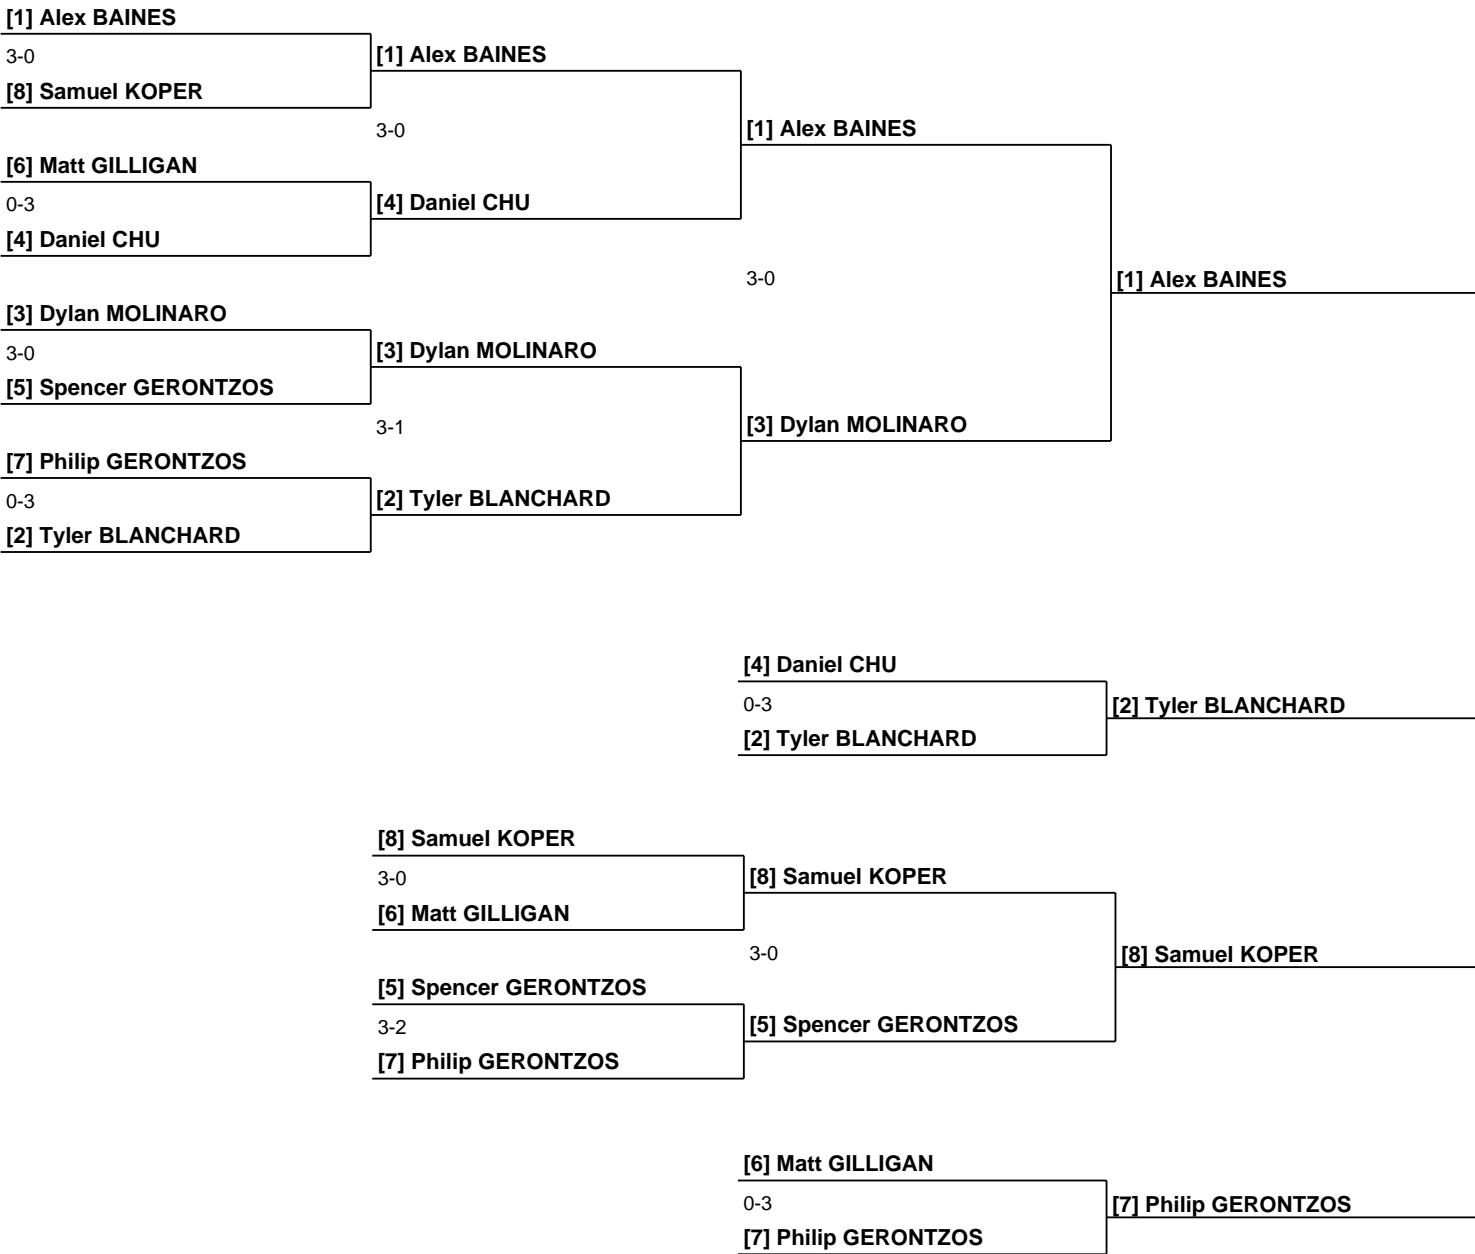 [1] Alex BAINES
3-0
[1] Alex BAINES
[8] Samuel KOPER
3-0
[1] Alex BAINES
[6] Matt GILLIGAN
0-3
[4] Daniel CHU
[4] Daniel CHU
3-0
[1] Alex BAINES
[3] Dylan MOLINARO
3-0
[3] Dylan MOLINARO
[5] Spencer GERONTZOS
3-1
[3] Dylan MOLINARO
[7] Philip GERONTZOS
0-3
[2] Tyler BLANCHARD
[2] Tyler BLANCHARD
[4] Daniel CHU
0-3
[2] Tyler BLANCHARD
[2] Tyler BLANCHARD
[8] Samuel KOPER
3-0
[8] Samuel KOPER
[6] Matt GILLIGAN
3-0
[8] Samuel KOPER
[5] Spencer GERONTZOS
3-2
[5] Spencer GERONTZOS
[7] Philip GERONTZOS
[6] Matt GILLIGAN
0-3
[7] Philip GERONTZOS
[7] Philip GERONTZOS